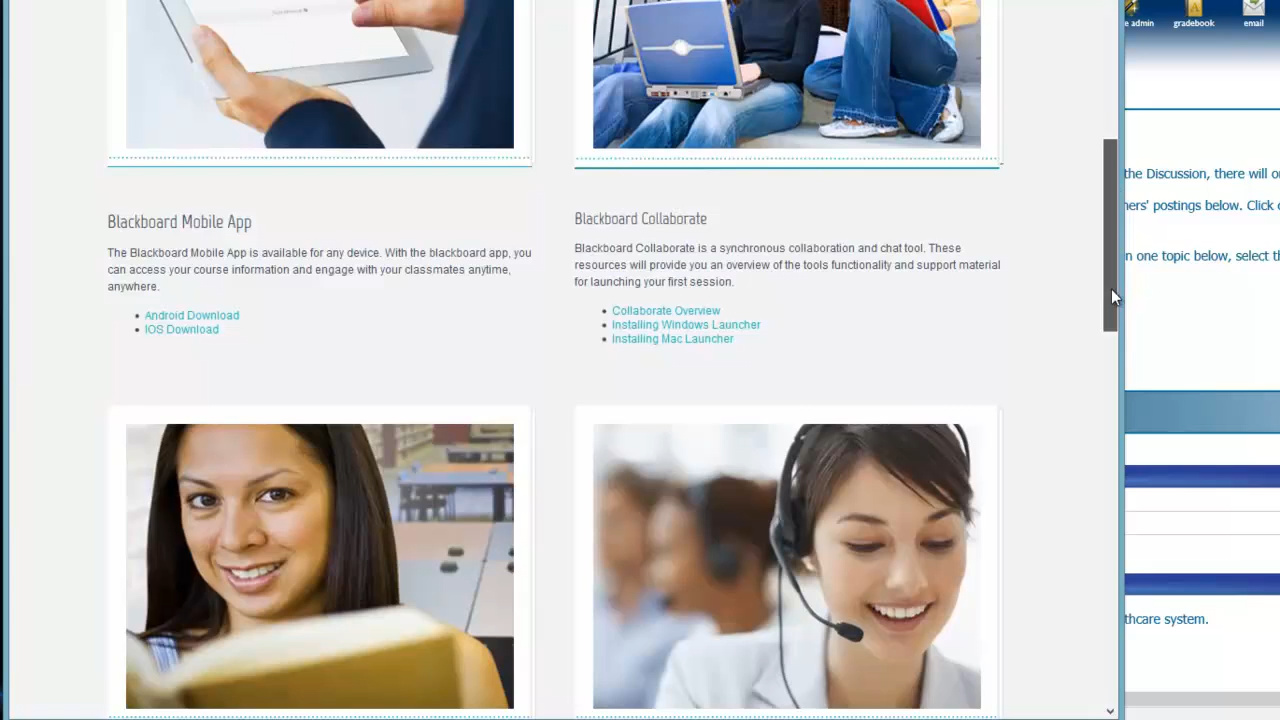 e admin gradebook email
the Discussion, there will
ners' postings below. Click
n one topic below, select
Blackboard Mobile App
The Blackboard Mobile App is available for any device. With the blackboard app, you
can access your course information and engage with your classmates anytime,
anywhere.
• Android Download
• IOS Download
Blackboard Collaborate
Blackboard Collaborate is a synchronous collaboration and chat tool. These
resources will provide you an overview of the tools functionality and support material
for launching your first session.
• Collaborate Overview
• Installing Windows Launcher
• Installing Mac Launcher
thcare system.